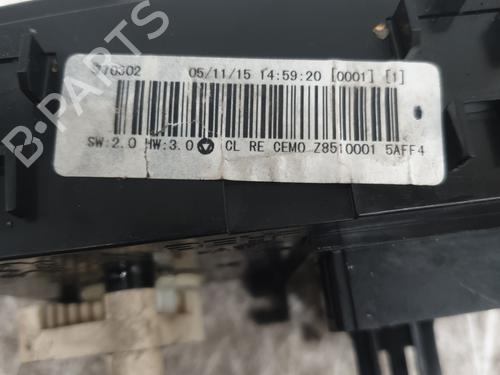 05/11/15 14:59:20 [0001] [1]
SW:2.0 HW:3.0 CL RE CEMO Z8510001 5AFF4
B-PARTS